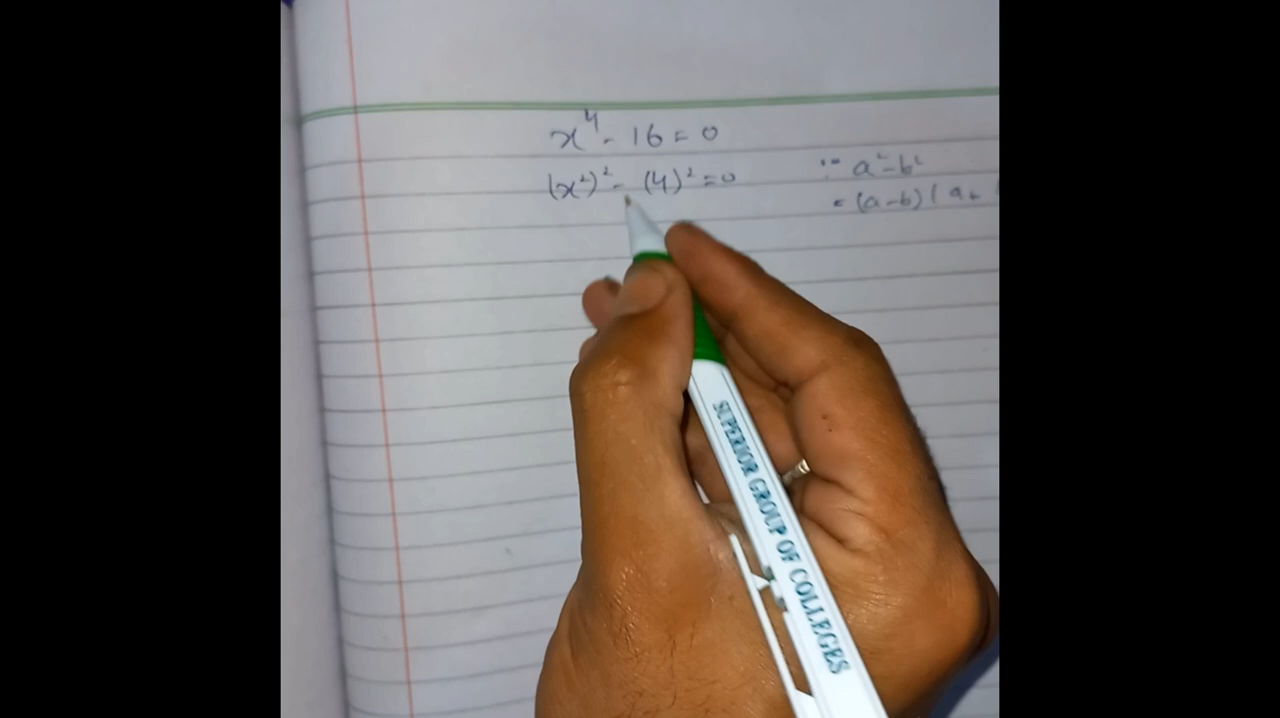 x⁴ - 16 = 0
(x²)² - (4)² = 0
∵ a² - b²
= (a - b) ( a +
SUPERIOR GROUP OF COLLEGES